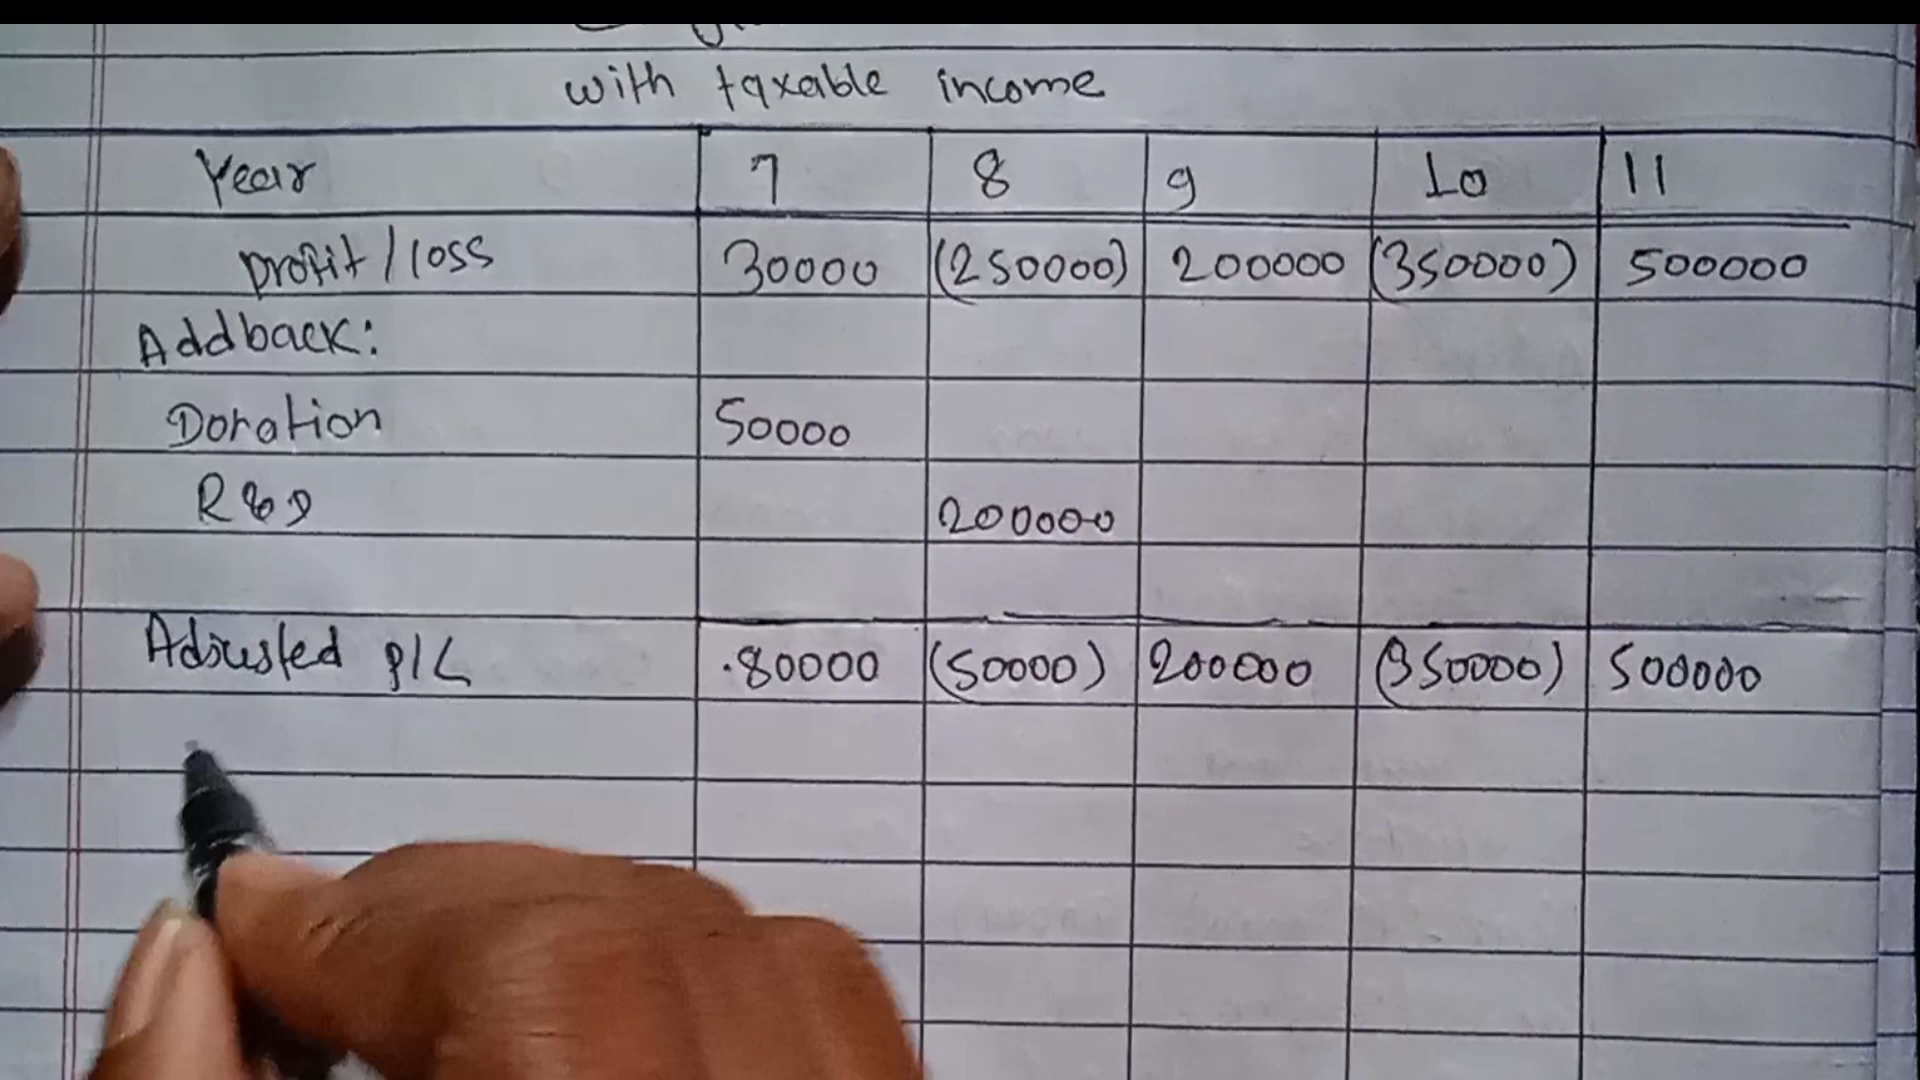 with taxable income
Year 7 8 9 10 11
profit/loss 30000 (250000) 200000 (350000) 500000
Addback:
Donation 50000
R&D 200000
Adjusted P/L 80000 (50000) 200000 (350000) 500000